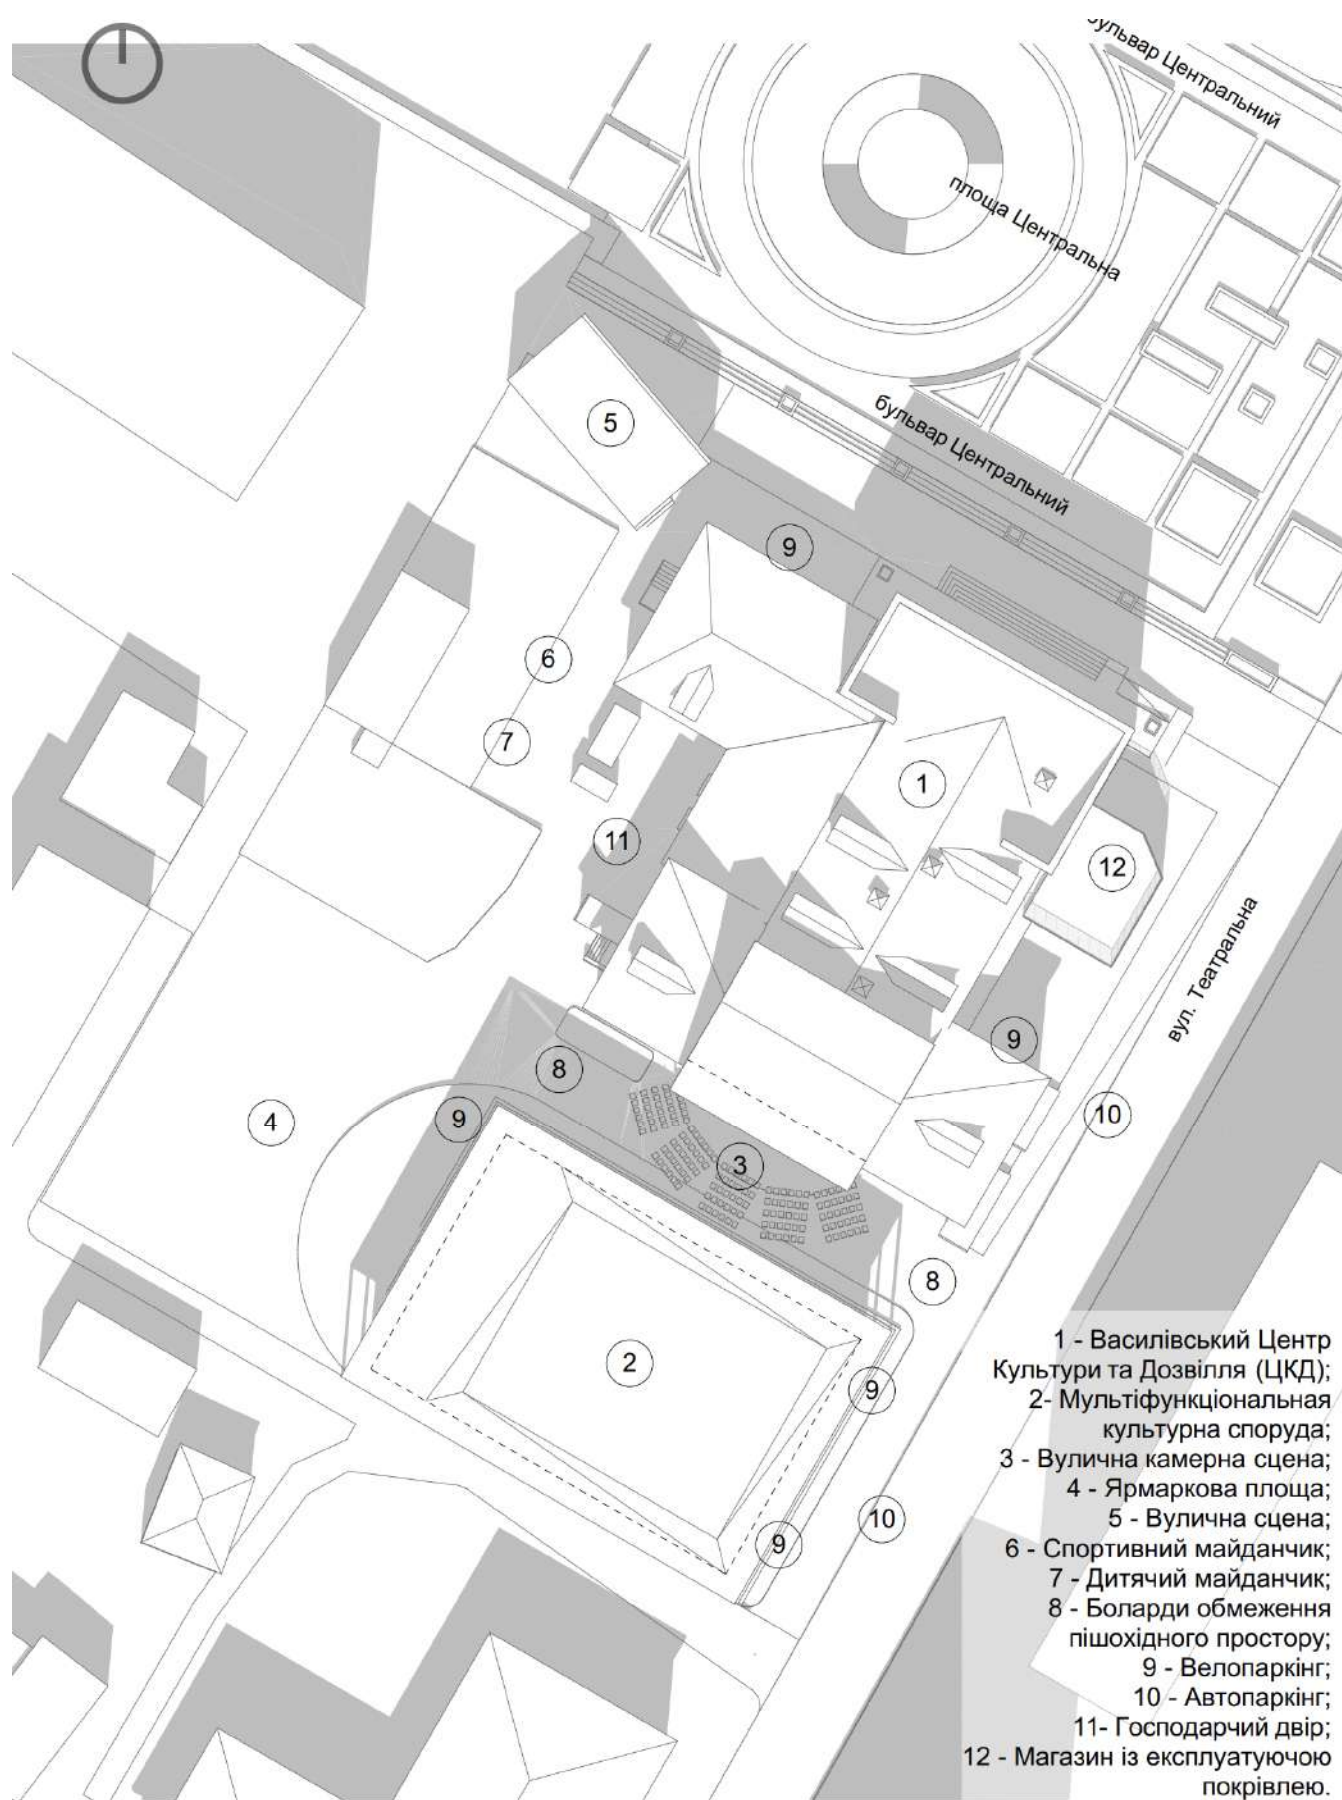 бульвар Центральний
площа Центральна
бульвар Центральний
5
9
6
7
1
11
12
вул. Театральна
9
8
10
4
9
3
8
2
9
10
9
1 - Василівський Центр
Культури та Дозвілля (ЦКД);
2- Мультіфункціональная
культурна споруда;
3 - Вулична камерна сцена;
4 - Ярмаркова площа;
5 - Вулична сцена;
6 - Спортивний майданчик;
7 - Дитячий майданчик;
8 - Боларди обмеження
пішохідного простору;
9 - Велопаркінг;
10 - Автопаркінг;
11- Господарчий двір;
12 - Магазин із експлуатуючою
покрівлею.